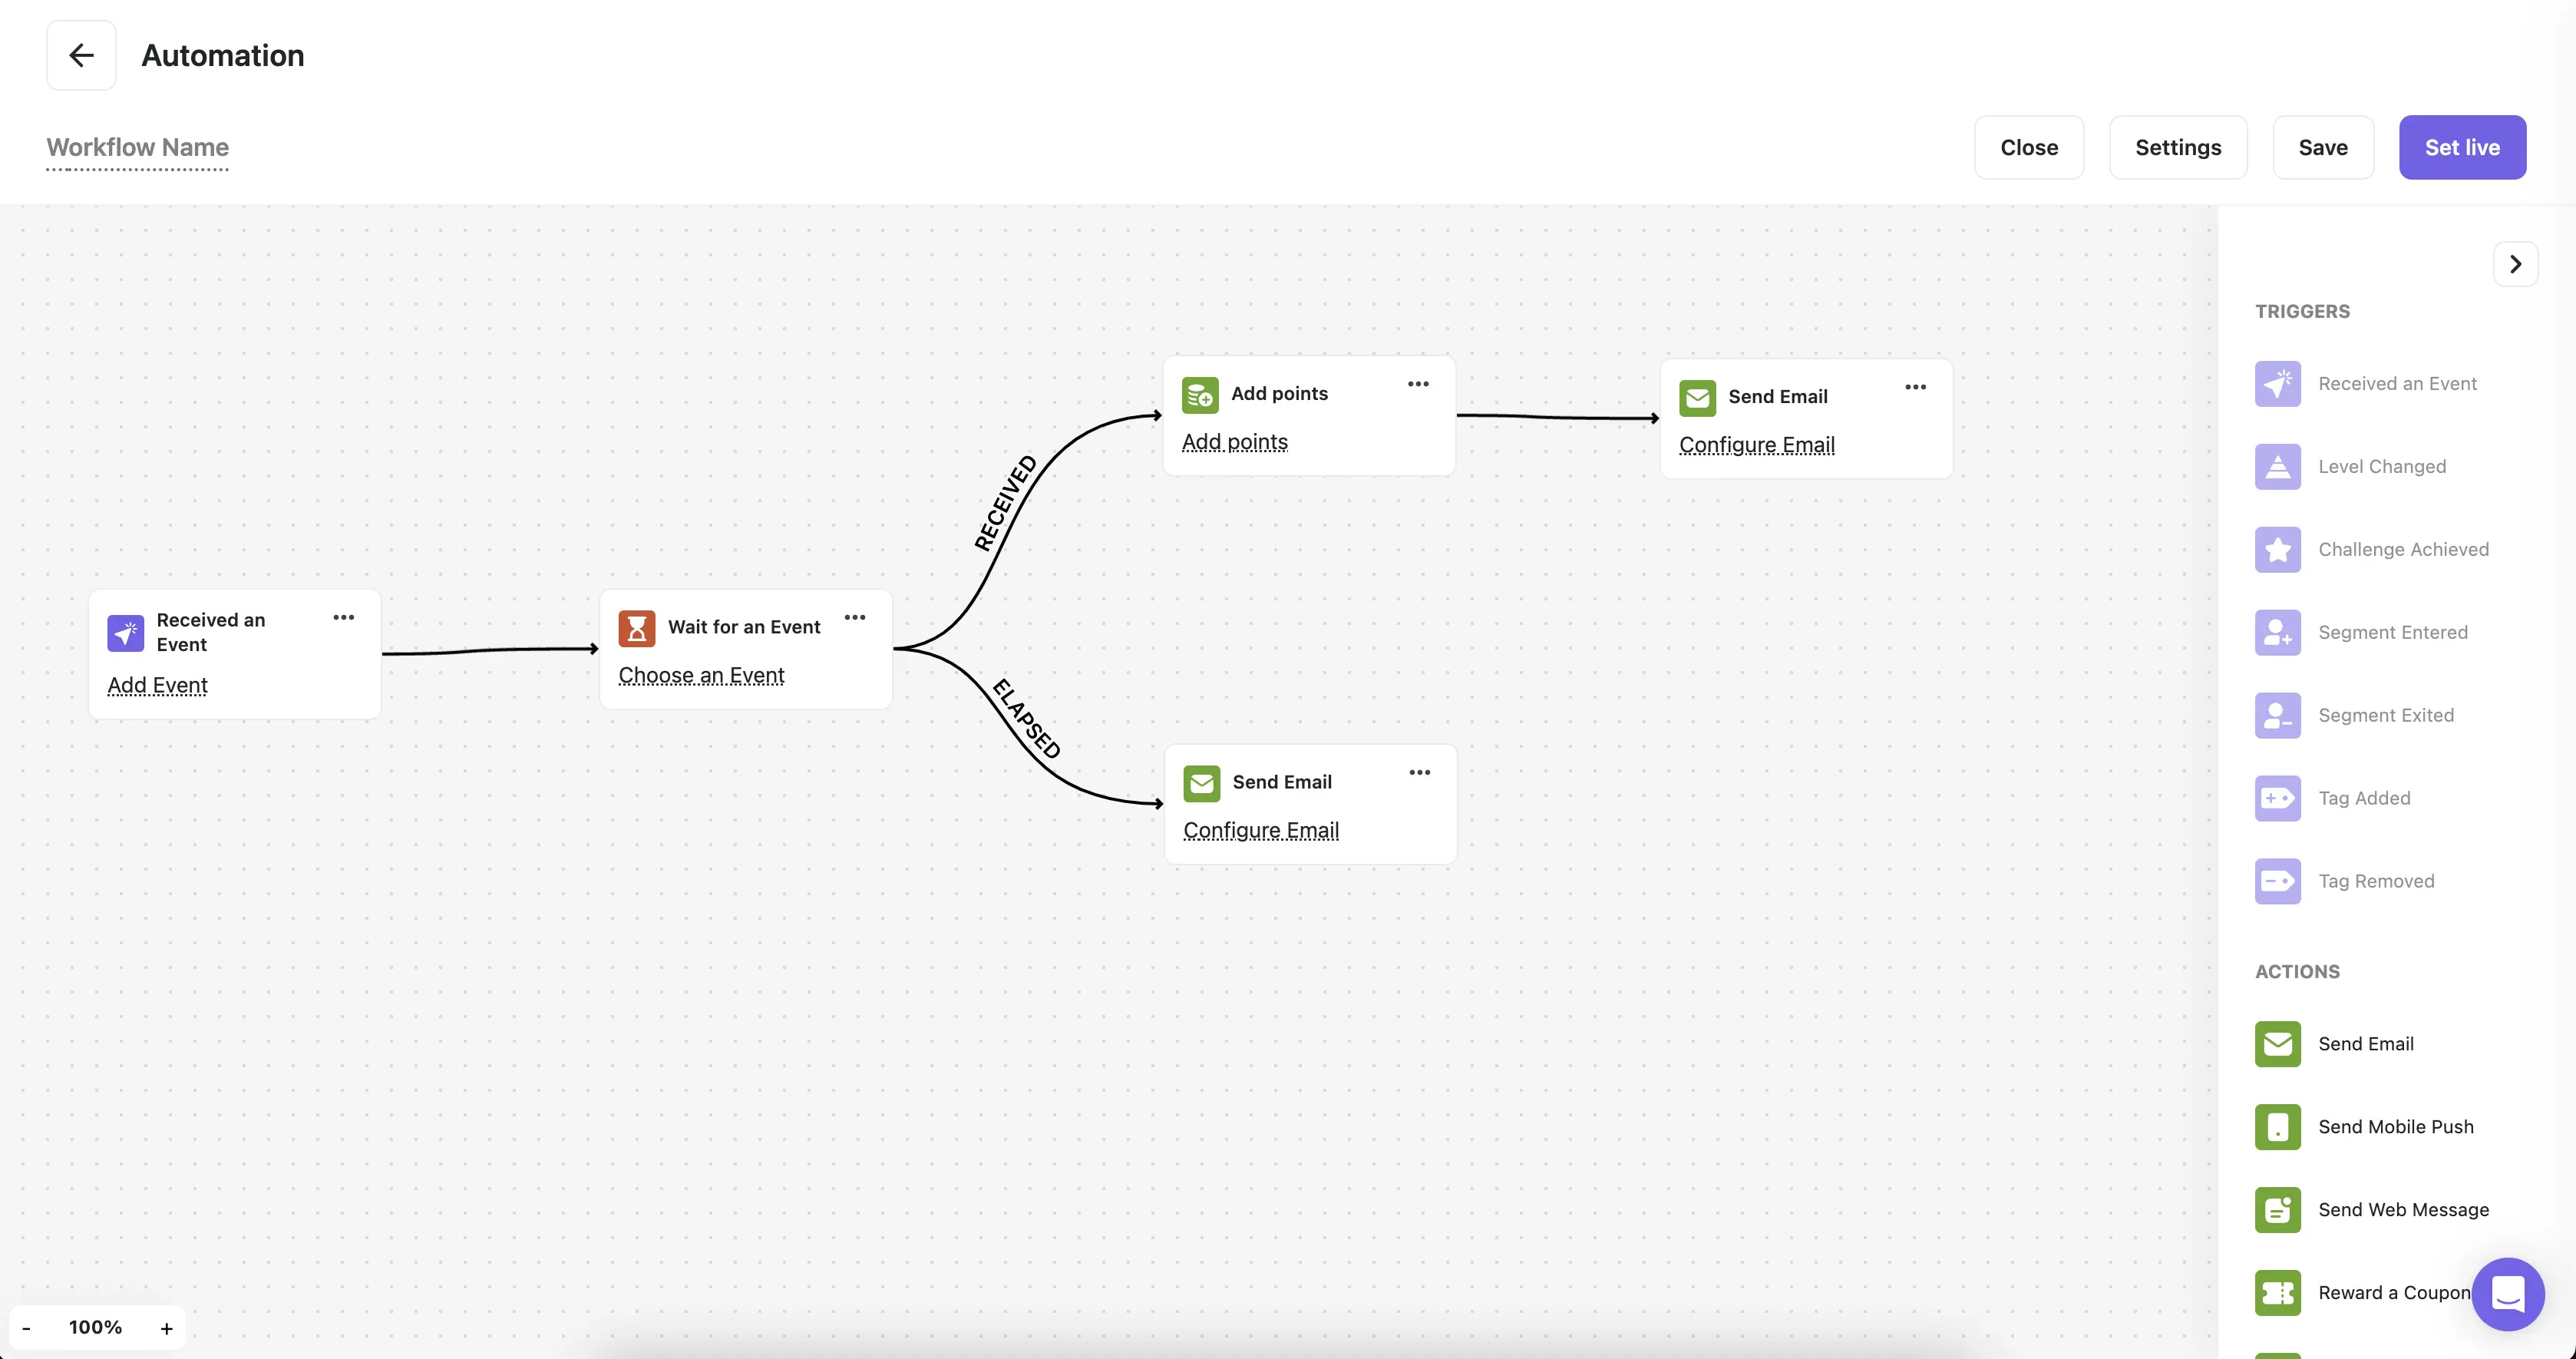 Automation
Workflow Name
Close
Settings
Save
Set live
TRIGGERS
Received an Event
Level Changed
Challenge Achieved
Segment Entered
Segment Exited
Tag Added
Tag Removed
ACTIONS
Send Email
Send Mobile Push
Send Web Message
Reward a Coupon
Received an
Event
Add Event
Wait for an Event
Choose an Event
RECEIVED
ELAPSED
Add points
Add points
Send Email
Configure Email
Send Email
Configure Email
- 100% +